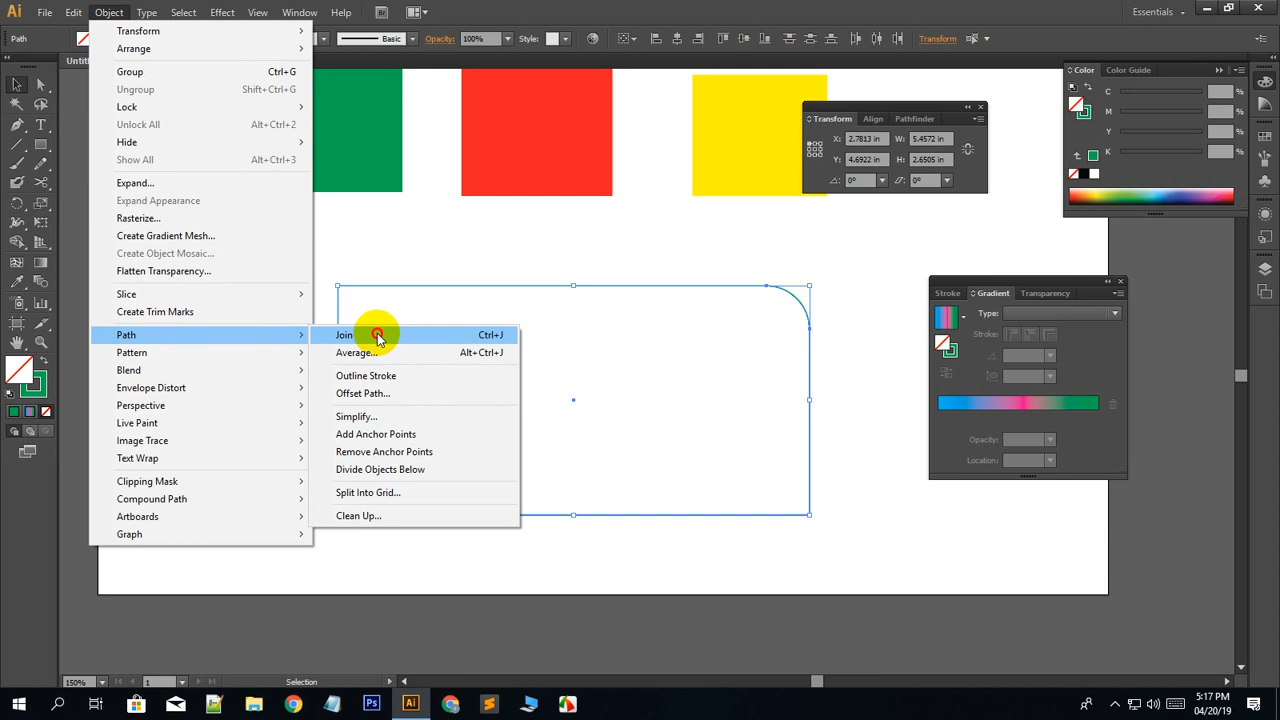 Ai File Edit Object Type Select Effect View Window Help Br Essentials
Path Basic Opacity: 100% Style: Transform
Untit
Transform
Arrange
Group Ctrl+G
Ungroup Shift+Ctrl+G
Lock
Unlock All Alt+Ctrl+2
Hide
Show All Alt+Ctrl+3
Expand...
Expand Appearance
Rasterize...
Create Gradient Mesh...
Create Object Mosaic...
Flatten Transparency...
Slice
Create Trim Marks
Path
Pattern
Blend
Envelope Distort
Perspective
Live Paint
Image Trace
Text Wrap
Clipping Mask
Compound Path
Artboards
Graph
Join Ctrl+J
Average... Alt+Ctrl+J
Outline Stroke
Offset Path...
Simplify...
Add Anchor Points
Remove Anchor Points
Divide Objects Below
Split Into Grid...
Clean Up...
Transform Align Pathfinder
X: 2.7813 in W: 5.4572 in
Y: 4.6922 in H: 2.6505 in
0° 0°
Color Color Guide
C %
M %
Y %
K %
Stroke Gradient Transparency
Type:
Stroke:
Opacity:
Location:
150% 1 Selection
Ps Ai
5:17 PM
04/20/19